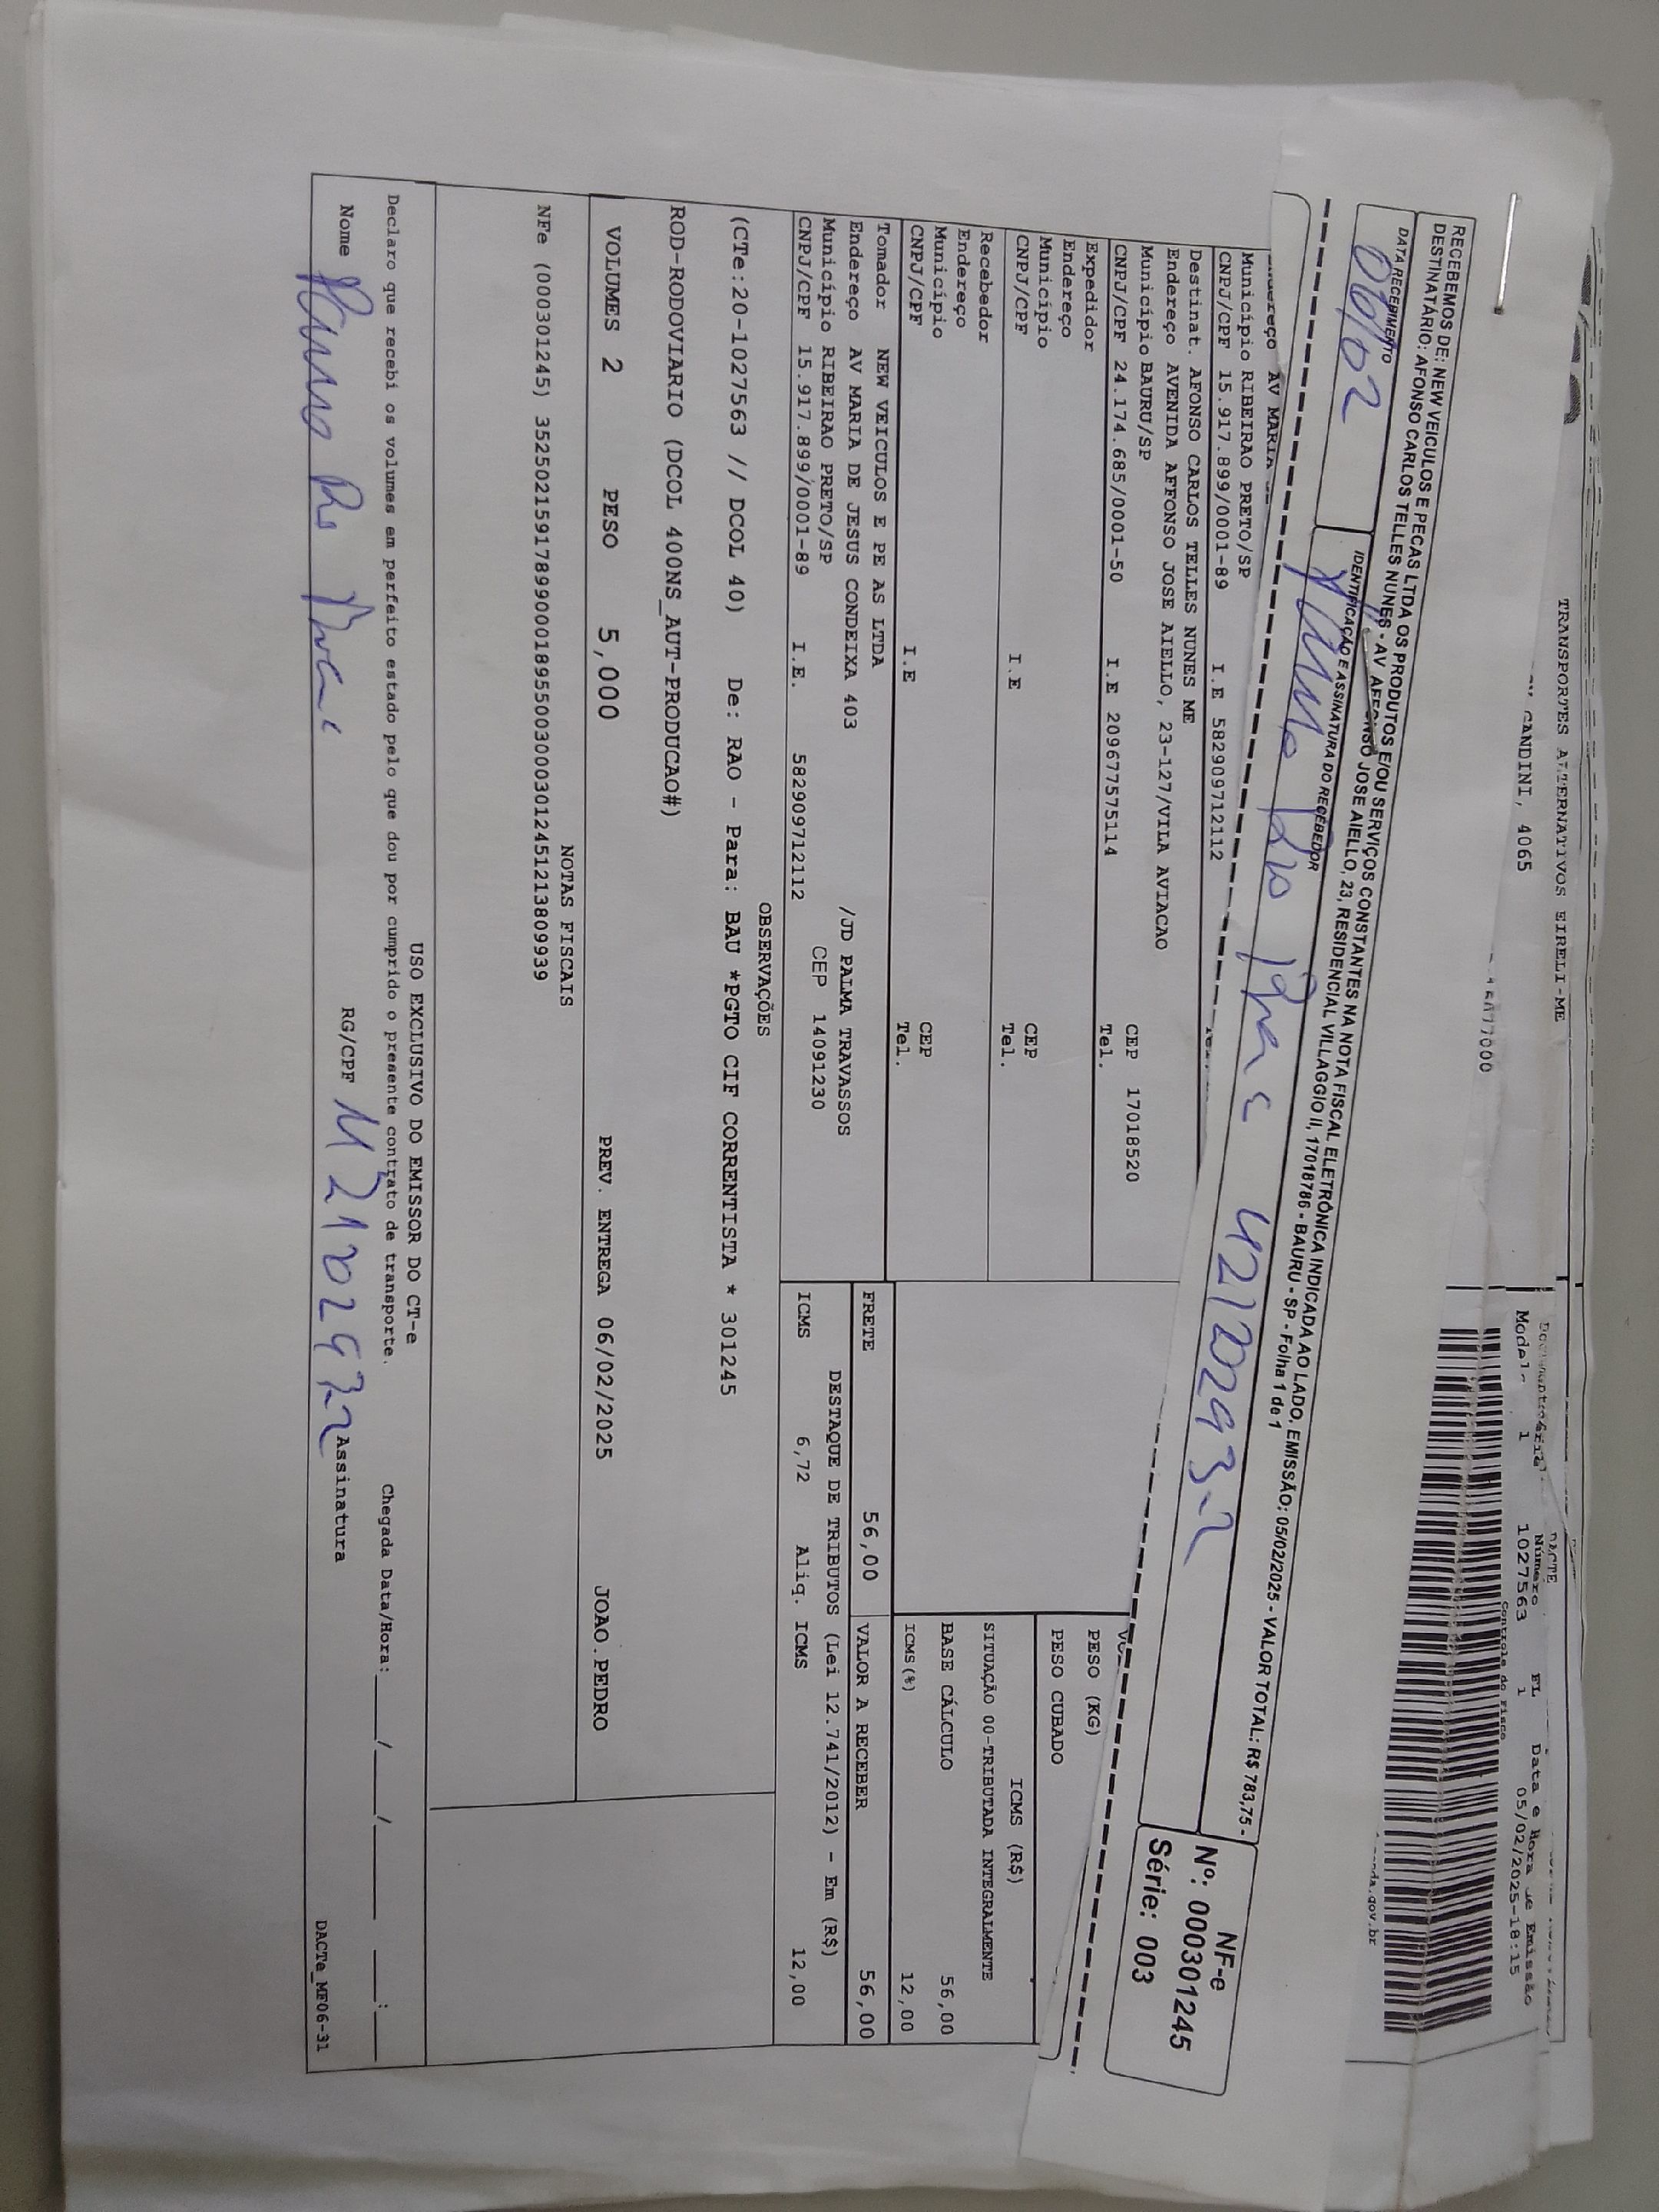 TRANSPORTES ALTERNATIVOS EIRELI-ME
GANDINI, 4065
DACTE
Número FL Data e Hora de Emissão
1 1027563 1 05/02/2025-18:15
Controle do Fisco
RECEBEMOS DE: NEW VEICULOS E PECAS LTDA OS PRODUTOS E/OU SERVIÇOS CONSTANTES NA NOTA FISCAL ELETRÔNICA INDICADA AO LADO. EMISSÃO: 05/02/2025 - VALOR TOTAL: R$ 783,75 -
DESTINATÁRIO: AFONSO CARLOS TELLES NUNES - AV AFFONSO JOSE AIELLO, 23, RESIDENCIAL VILLAGGIO II, 17018786 - BAURU - SP - Folha 1 de 1
DATA RECEBIMENTO
06/02
IDENTIFICAÇÃO E ASSINATURA DO RECEBEDOR
NF-e
Nº: 000301245
Série: 003
Endereço AV MARIA
Município RIBEIRAO PRETO/SP
CNPJ/CPF 15.917.899/0001-89 I.E 582909712112
Destinat. AFONSO CARLOS TELLES NUNES ME
Endereço AVENIDA AFFONSO JOSE AIELLO, 23-127/VILA AVIACAO
Município BAURU/SP CEP 17018520
CNPJ/CPF 24.174.685/0001-50 I.E 209677575114 Tel.
Expedidor
Endereço
Município CEP
CNPJ/CPF I.E Tel.
Recebedor
Endereço
Município CEP
CNPJ/CPF I.E Tel.
PESO (KG)
PESO CUBADO
ICMS (R$)
SITUAÇÃO 00-TRIBUTADA INTEGRALMENTE
BASE CÁLCULO 56,00
ICMS(%) 12,00
Tomador NEW VEICULOS E PE AS LTDA
Endereço AV MARIA DE JESUS CONDEIXA 403 /JD PALMA TRAVASSOS
Município RIBEIRAO PRETO/SP CEP 14091230
CNPJ/CPF 15.917.899/0001-89 I.E. 582909712112
FRETE 56,00 VALOR A RECEBER 56,00
DESTAQUE DE TRIBUTOS (Lei 12.741/2012) - Em (R$)
ICMS 6,72 Aliq. ICMS 12,00
OBSERVAÇÕES
(CTe:20-1027563 // DCOL 40) De: RAO - Para: BAU *PGTO CIF CORRENTISTA * 301245
ROD-RODOVIARIO (DCOL 400NS_AUT-PRODUCAO#)
VOLUMES 2 PESO 5,000 PREV. ENTREGA 06/02/2025 JOAO.PEDRO
NOTAS FISCAIS
NFe (000301245) 35250215917899000189550030003012451213809939
USO EXCLUSIVO DO EMISSOR DO CT-e
Declaro que recebi os volumes em perfeito estado pelo que dou por cumprido o presente contrato de transporte. Chegada Data/Hora:___/___/____ __:__
Nome RG/CPF Assinatura
DACTe_MF06-31